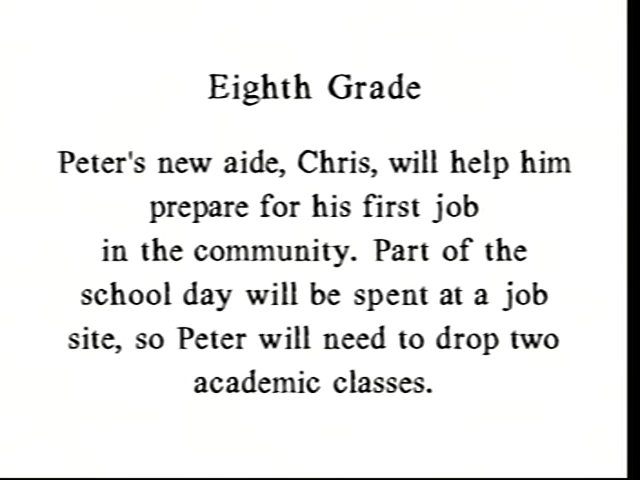 Eighth Grade
Peter's new aide, Chris, will help him
prepare for his first job
in the community. Part of the
school day will be spent at a job
site, so Peter will need to drop two
academic classes.